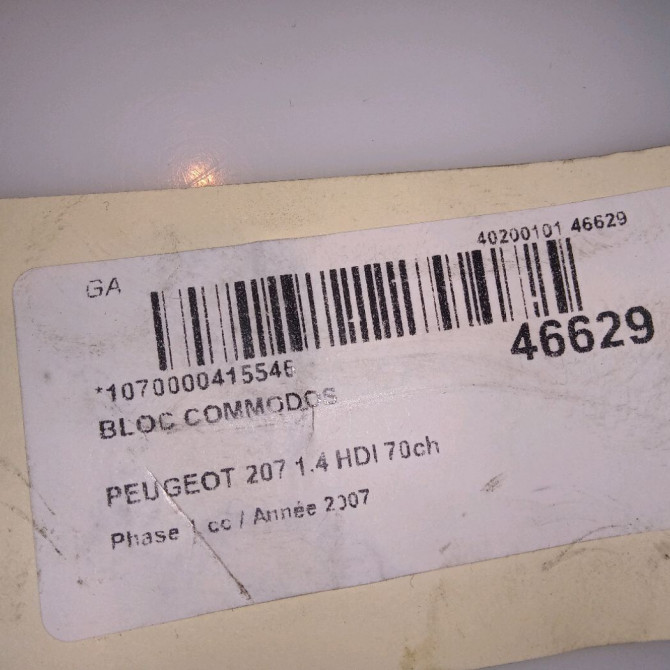 40200101 46629
GA
46629
*1070000415546
BLOC COMMODOS
PEUGEOT 207 1.4 HDI 70ch
Phase 1 cc / Année 2007